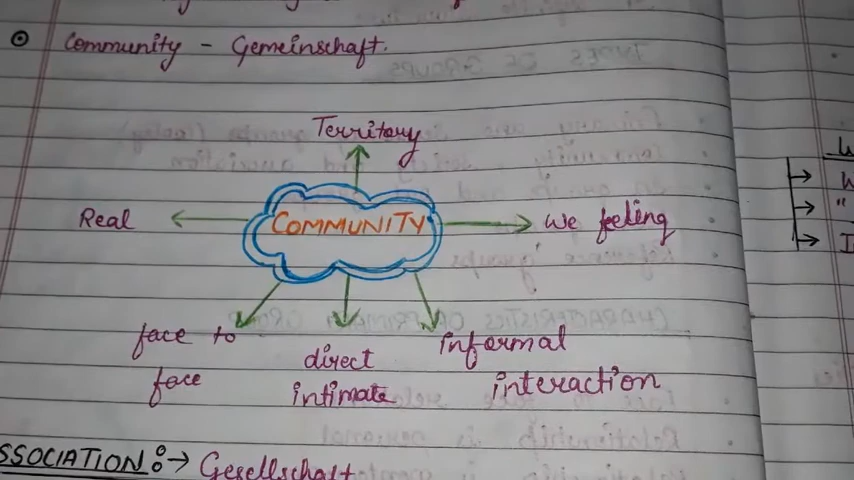 Community - Gemeinschaft.
Territory
Real
COMMUNITY
we feeling
face to
face
direct
intimate
informal
interaction
SSOCIATION :→ Gesellschaft